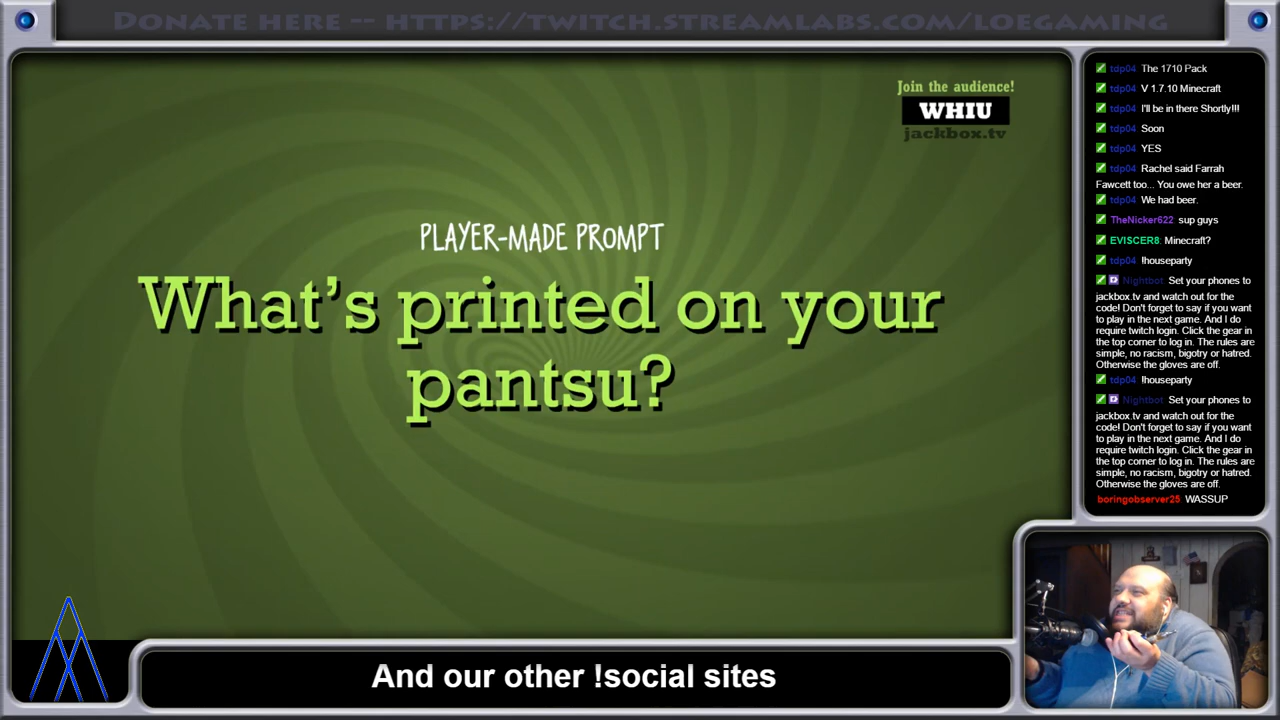 Donate here -- https://twitch.streamlabs.com/loegaming
Join the audience!
WHIU
jackbox.tv
PLAYER-MADE PROMPT
What's printed on your
pantsu?
tdp04 The 1710 Pack
tdp04 V 1.7.10 Minecraft
tdp04 I'll be in there Shortly!!!
tdp04 Soon
tdp04 YES
tdp04 Rachel said Farrah
Fawcett too... You owe her a beer.
tdp04 We had beer.
TheNicker622 sup guys
EVISCER8 Minecraft?
tdp04 !houseparty
Nightbot Set your phones to
jackbox.tv and watch out for the
code! Don't forget to say if you want
to play in the next game. And I do
require twitch login. Click the gear in
the top corner to log in. The rules are
simple, no racism, bigotry or hatred.
Otherwise the gloves are off.
tdp04 !houseparty
Nightbot Set your phones to
jackbox.tv and watch out for the
code! Don't forget to say if you want
to play in the next game. And I do
require twitch login. Click the gear in
the top corner to log in. The rules are
simple, no racism, bigotry or hatred.
Otherwise the gloves are off.
boringobserver25 WASSUP
And our other !social sites